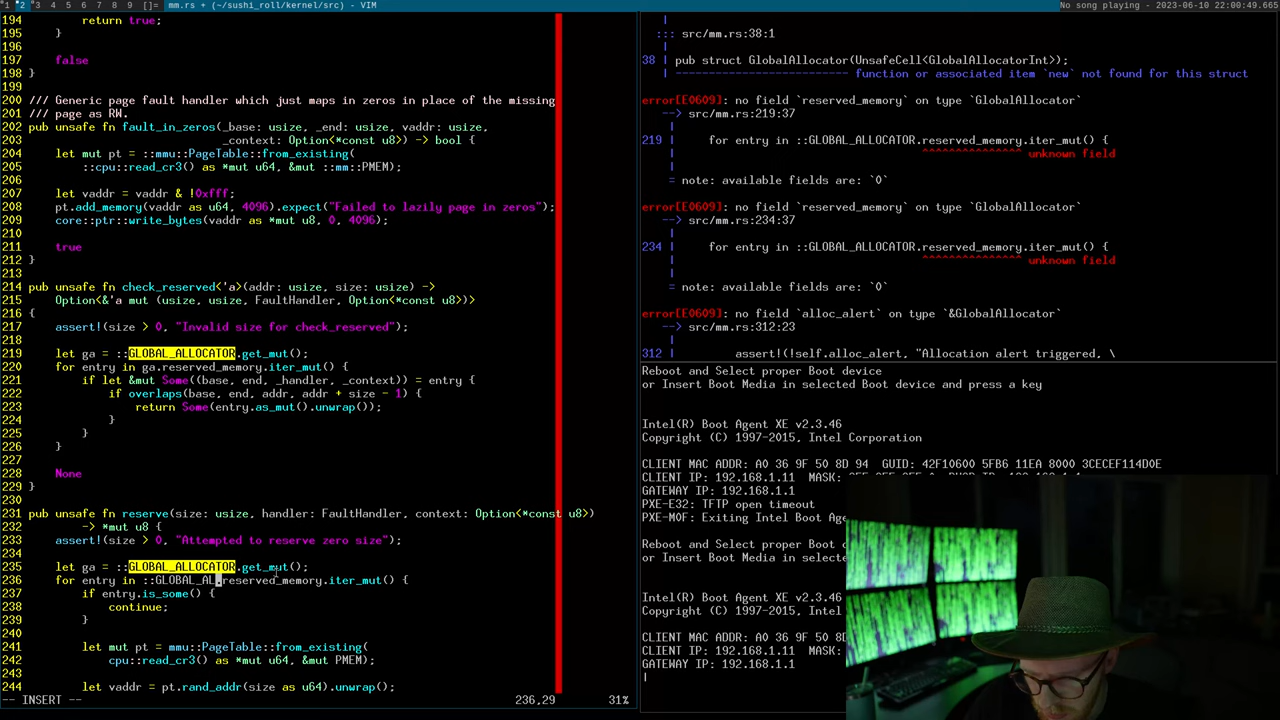 1 2 3 4 5 6 7 8 9 []= mm.rs + (~/sushi_roll/kernel/src) - VIM
No song playing - 2023-06-10 22:00:49.665
194         return true;
195     }
196
197     false
198 }
199
200 /// Generic page fault handler which just maps in zeros in place of the missing
201 /// page as RW.
202 pub unsafe fn fault_in_zeros(_base: usize, _end: usize, vaddr: usize,
203                              _context: Option<*const u8>) -> bool {
204     let mut pt = ::mmu::PageTable::from_existing(
205         ::cpu::read_cr3() as *mut u64, &mut ::mm::PMEM);
206
207     let vaddr = vaddr & !0xfff;
208     pt.add_memory(vaddr as u64, 4096).expect("Failed to lazily page in zeros");
209     core::ptr::write_bytes(vaddr as *mut u8, 0, 4096);
210
211     true
212 }
213
214 pub unsafe fn check_reserved<'a>(addr: usize, size: usize) ->
215     Option<&'a mut (usize, usize, FaultHandler, Option<*const u8>)>
216 {
217     assert!(size > 0, "Invalid size for check_reserved");
218
219     let ga = ::GLOBAL_ALLOCATOR.get_mut();
220     for entry in ga.reserved_memory.iter_mut() {
221         if let &mut Some((base, end, _handler, _context)) = entry {
222             if overlaps(base, end, addr, addr + size - 1) {
223                 return Some(entry.as_mut().unwrap());
224             }
225         }
226     }
227
228     None
229 }
230
231 pub unsafe fn reserve(size: usize, handler: FaultHandler, context: Option<*const u8>)
232     -> *mut u8 {
233     assert!(size > 0, "Attempted to reserve zero size");
234
235     let ga = ::GLOBAL_ALLOCATOR.get_mut();
236     for entry in ::GLOBAL_AL.reserved_memory.iter_mut() {
237         if entry.is_some() {
238             continue;
239         }
240
241         let mut pt = mmu::PageTable::from_existing(
242             cpu::read_cr3() as *mut u64, &mut PMEM);
243
244         let vaddr = pt.rand_addr(size as u64).unwrap();
-- INSERT -- 236,29 31%
    |
   ::: src/mm.rs:38:1
    |
38  | pub struct GlobalAllocator(UnsafeCell<GlobalAllocatorInt>);
    | -------------------------- function or associated item `new` not found for this struct

error[E0609]: no field `reserved_memory` on type `GlobalAllocator`
   --> src/mm.rs:219:37
    |
219 |     for entry in ::GLOBAL_ALLOCATOR.reserved_memory.iter_mut() {
    |                                     ^^^^^^^^^^^^^^^ unknown field
    |
    = note: available fields are: `0`

error[E0609]: no field `reserved_memory` on type `GlobalAllocator`
   --> src/mm.rs:234:37
    |
234 |     for entry in ::GLOBAL_ALLOCATOR.reserved_memory.iter_mut() {
    |                                     ^^^^^^^^^^^^^^^ unknown field
    |
    = note: available fields are: `0`

error[E0609]: no field `alloc_alert` on type `&GlobalAllocator`
   --> src/mm.rs:312:23
    |
312 |         assert!(!self.alloc_alert, "Allocation alert triggered, \
Reboot and Select proper Boot device
or Insert Boot Media in selected Boot device and press a key

Intel(R) Boot Agent XE v2.3.46
Copyright (C) 1997-2015, Intel Corporation

CLIENT MAC ADDR: A0 36 9F 50 8D 94  GUID: 42F10600 5FB6 11EA 8000 3CECEF114D0E
CLIENT IP: 192.168.1.11  MASK:
GATEWAY IP: 192.168.1.1
PXE-E32: TFTP open timeout
PXE-M0F: Exiting Intel Boot Age

Reboot and Select proper Boot d
or Insert Boot Media in selecte

Intel(R) Boot Agent XE v2.3.46
Copyright (C) 1997-2015, Intel

CLIENT MAC ADDR: A0 36 9F 50 8D
CLIENT IP: 192.168.1.11  MASK:
GATEWAY IP: 192.168.1.1